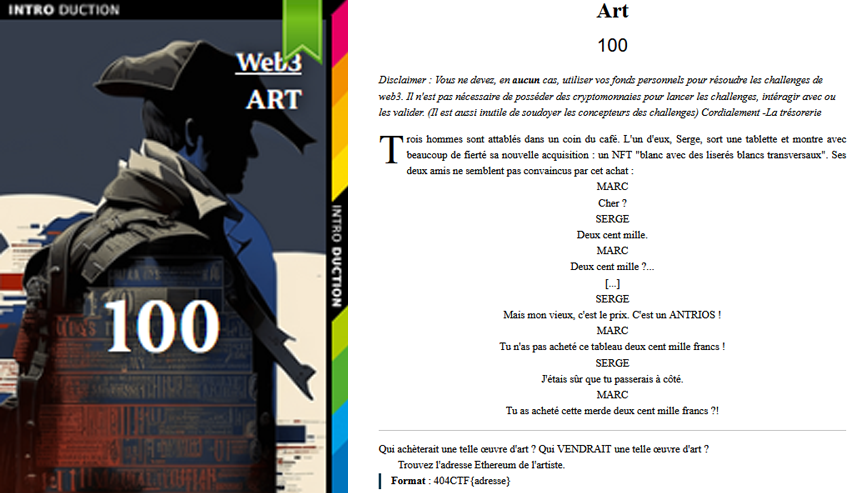 INTRO DUCTION
Web3
ART
INTRO DUCTION
100
Art
100
Disclaimer : Vous ne devez, en aucun cas, utiliser vos fonds personnels pour résoudre les challenges de
web3. Il n'est pas nécessaire de posséder des cryptomonnaies pour lancer les challenges, intéragir avec ou
les valider. (Il est aussi inutile de soudoyer les concepteurs des challenges) Cordialement -La trésorerie
Trois hommes sont attablés dans un coin du café. L'un d'eux, Serge, sort une tablette et montre avec
beaucoup de fierté sa nouvelle acquisition : un NFT "blanc avec des liserés blancs transversaux". Ses
deux amis ne semblent pas convaincus par cet achat :
MARC
Cher ?
SERGE
Deux cent mille.
MARC
Deux cent mille ?...
[...]
SERGE
Mais mon vieux, c'est le prix. C'est un ANTRIOS !
MARC
Tu n'as pas acheté ce tableau deux cent mille francs !
SERGE
J'étais sûr que tu passerais à côté.
MARC
Tu as acheté cette merde deux cent mille francs ?!
Qui achèterait une telle œuvre d'art ? Qui VENDRAIT une telle œuvre d'art ?
Trouvez l'adresse Ethereum de l'artiste.
Format : 404CTF{adresse}